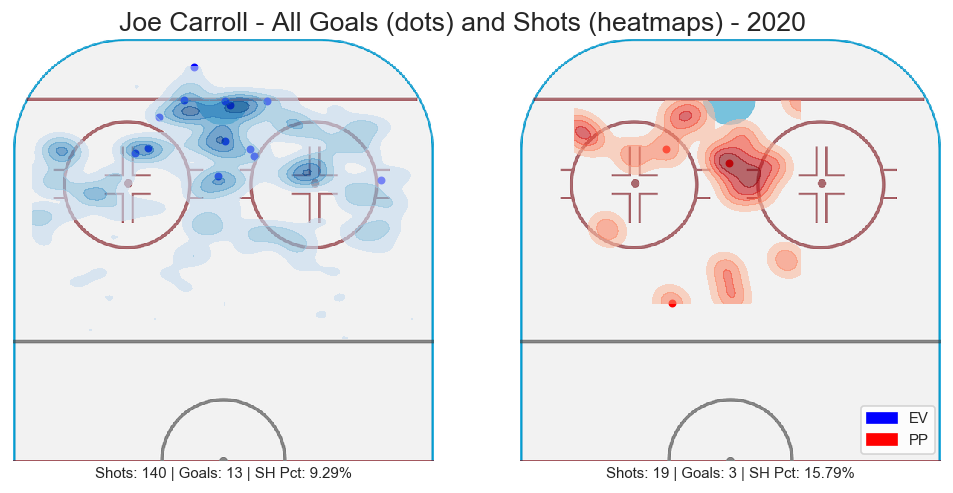 Joe Carroll - All Goals (dots) and Shots (heatmaps) - 2020
EV
PP
Shots: 140 | Goals: 13 | SH Pct: 9.29%
Shots: 19 | Goals: 3 | SH Pct: 15.79%